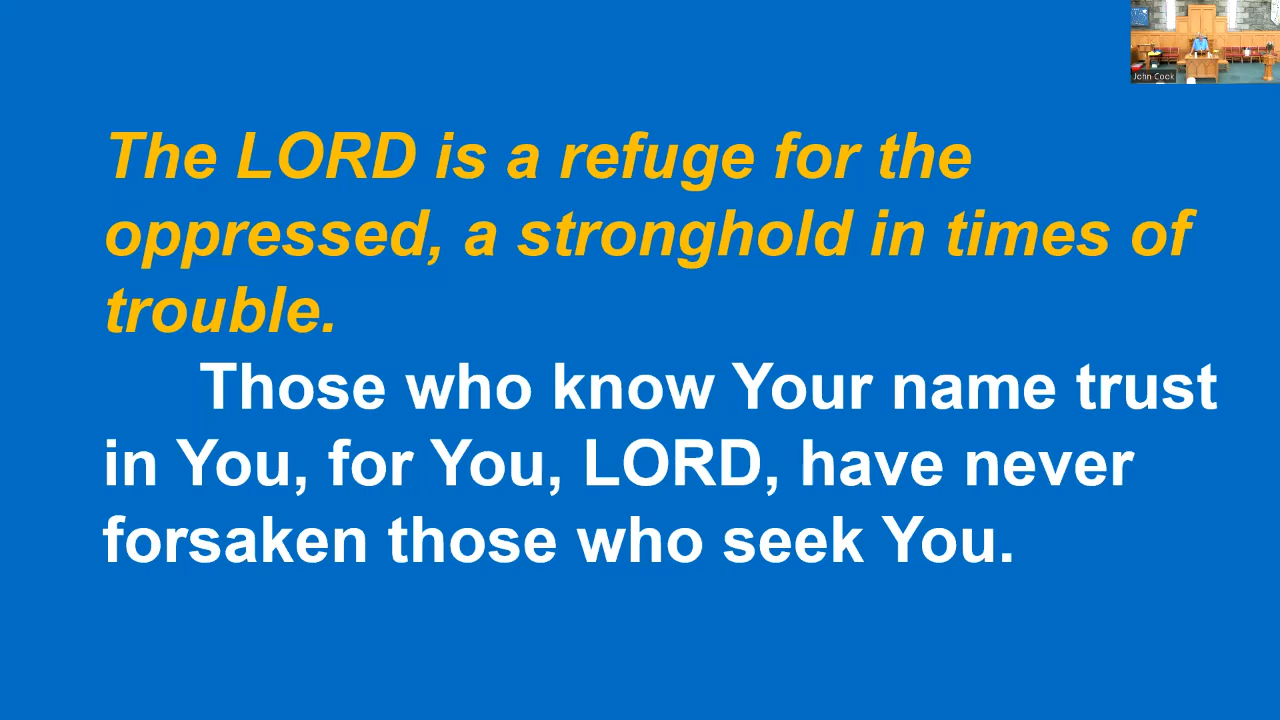 John Cook
The LORD is a refuge for the
oppressed, a stronghold in times of
trouble.
Those who know Your name trust
in You, for You, LORD, have never
forsaken those who seek You.